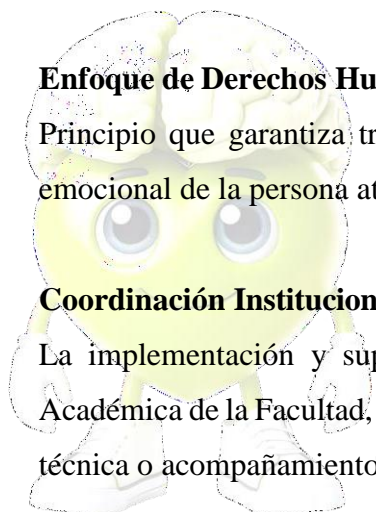 Enfoque de Derechos Hu
Principio que garantiza tr
emocional de la persona at
Coordinación Institucion
La implementación y sup
Académica de la Facultad,
técnica o acompañamiento